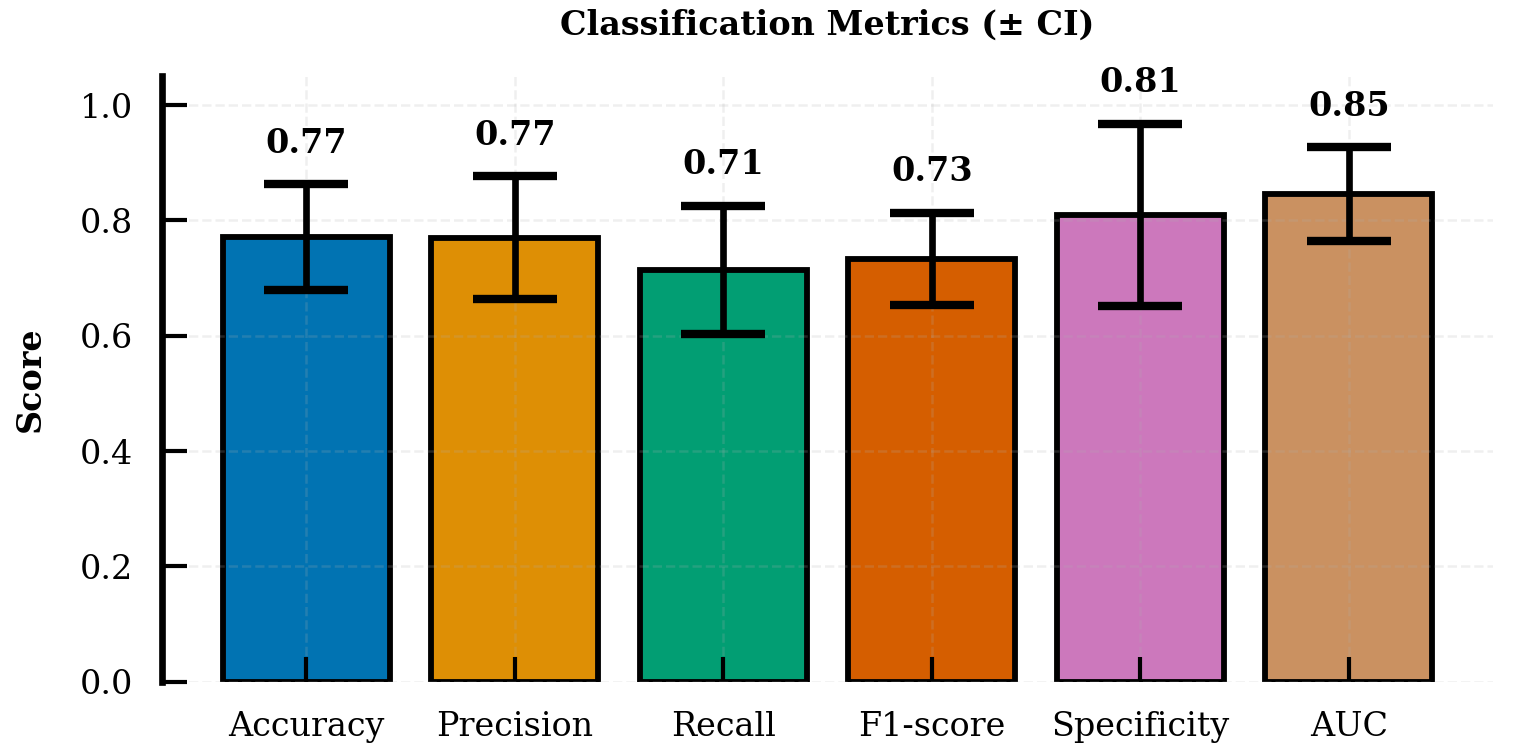 Classification Metrics (± CI)
Score
1.0
0.8
0.6
0.4
0.2
0.0
0.77
0.77
0.71
0.73
0.81
0.85
Accuracy
Precision
Recall
F1-score
Specificity
AUC